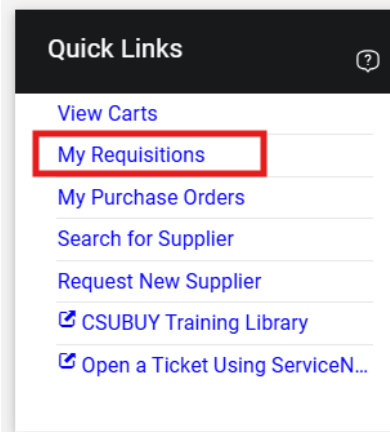 Quick Links
View Carts
My Requisitions
My Purchase Orders
Search for Supplier
Request New Supplier
CSUBUY Training Library
Open a Ticket Using ServiceN...